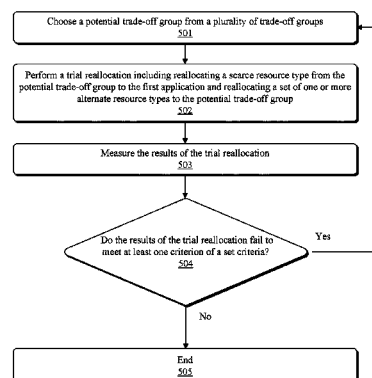 Choose a potential trade-off group from a plurality of trade-off groups
501
Perform a trial reallocation including reallocating a scarce resource type from the
potential trade-off group to the first application and reallocating a set of one or more
alternate resource types to the potential trade-off group
502
Measure the results of the trial reallocation
503
Do the results of the trial reallocation fail to
meet at least one criterion of a set criteria?
504
Yes
No
End
505